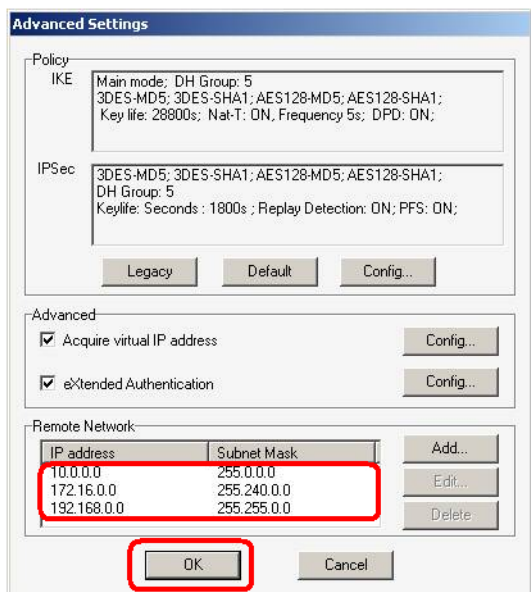 Advanced Settings
Policy
IKE
Main mode; DH Group: 5
3DES-MD5; 3DES-SHA1; AES128-MD5; AES128-SHA1;
Key life: 28800s; Nat-T: ON, Frequency 5s; DPD: ON;
IPSec
3DES-MD5; 3DES-SHA1; AES128-MD5; AES128-SHA1;
DH Group: 5
Keylife: Seconds : 1800s ; Replay Detection: ON; PFS: ON;
Legacy Default Config...
Advanced
Acquire virtual IP address Config...
eXtended Authentication Config...
Remote Network
IP address Subnet Mask Add...
10.0.0.0 255.0.0.0
172.16.0.0 255.240.0.0 Edit...
192.168.0.0 255.255.0.0 Delete
OK Cancel